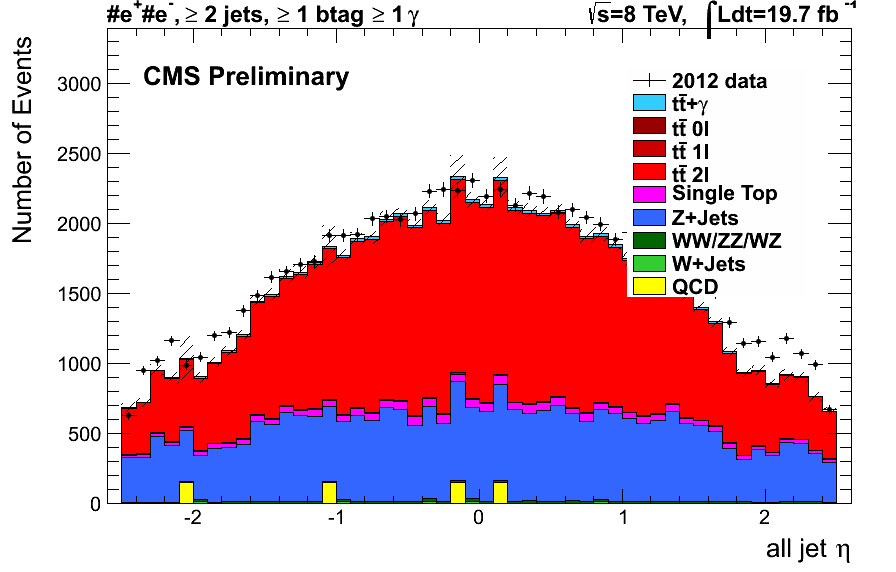 #e⁺#e⁻, ≥ 2 jets, ≥ 1 btag ≥ 1 γ
√s=8 TeV, ∫Ldt=19.7 fb⁻¹
CMS Preliminary
Number of Events
3000
2500
2000
1500
1000
500
0
2012 data
tt̄+γ
tt̄ 0l
tt̄ 1l
tt̄ 2l
Single Top
Z+Jets
WW/ZZ/WZ
W+Jets
QCD
-2 -1 0 1 2
all jet η